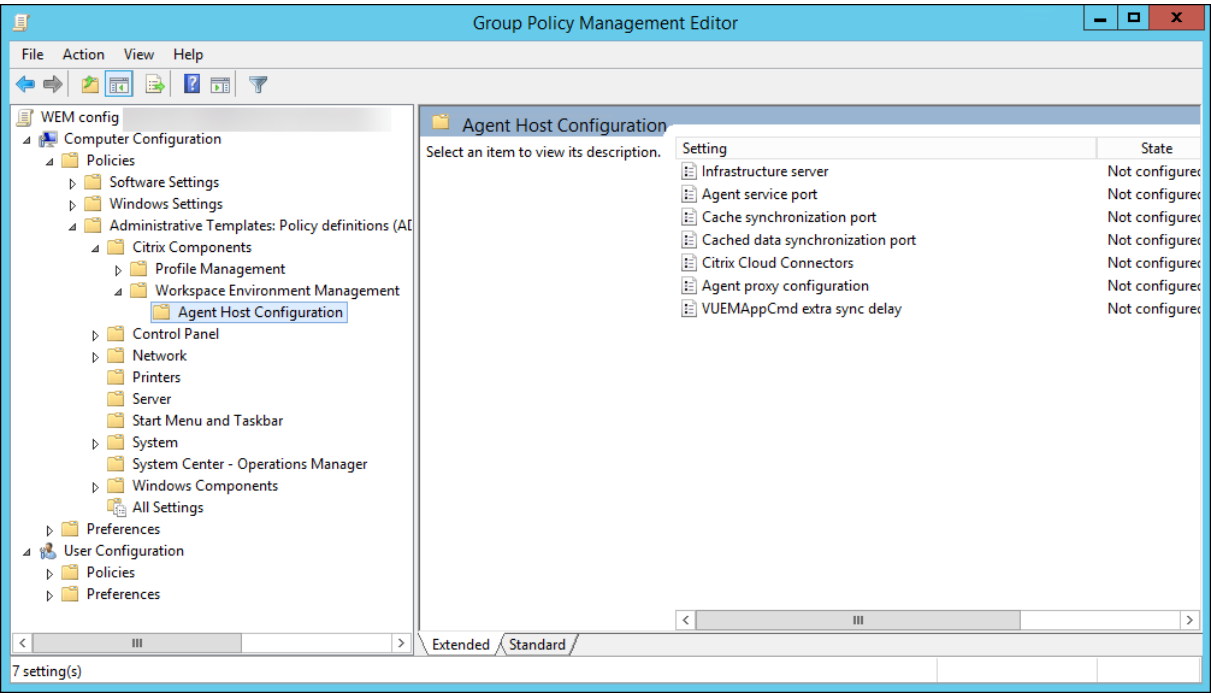 Group Policy Management Editor
File Action View Help
WEM config
Computer Configuration
Policies
Software Settings
Windows Settings
Administrative Templates: Policy definitions (AD
Citrix Components
Profile Management
Workspace Environment Management
Agent Host Configuration
Control Panel
Network
Printers
Server
Start Menu and Taskbar
System
System Center - Operations Manager
Windows Components
All Settings
Preferences
User Configuration
Policies
Preferences
Agent Host Configuration
Select an item to view its description.
Setting State
Infrastructure server Not configured
Agent service port Not configured
Cache synchronization port Not configured
Cached data synchronization port Not configured
Citrix Cloud Connectors Not configured
Agent proxy configuration Not configured
VUEMAppCmd extra sync delay Not configured
Extended Standard
7 setting(s)